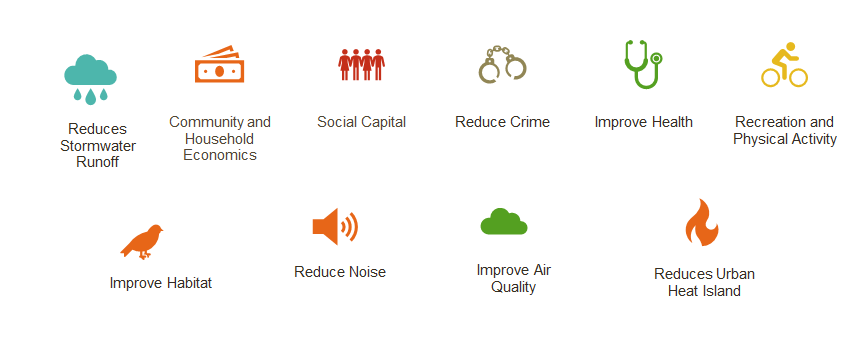 Reduces
Stormwater
Runoff
Community and
Household
Economics
Social Capital
Reduce Crime
Improve Health
Recreation and
Physical Activity
Improve Habitat
Reduce Noise
Improve Air
Quality
Reduces Urban
Heat Island